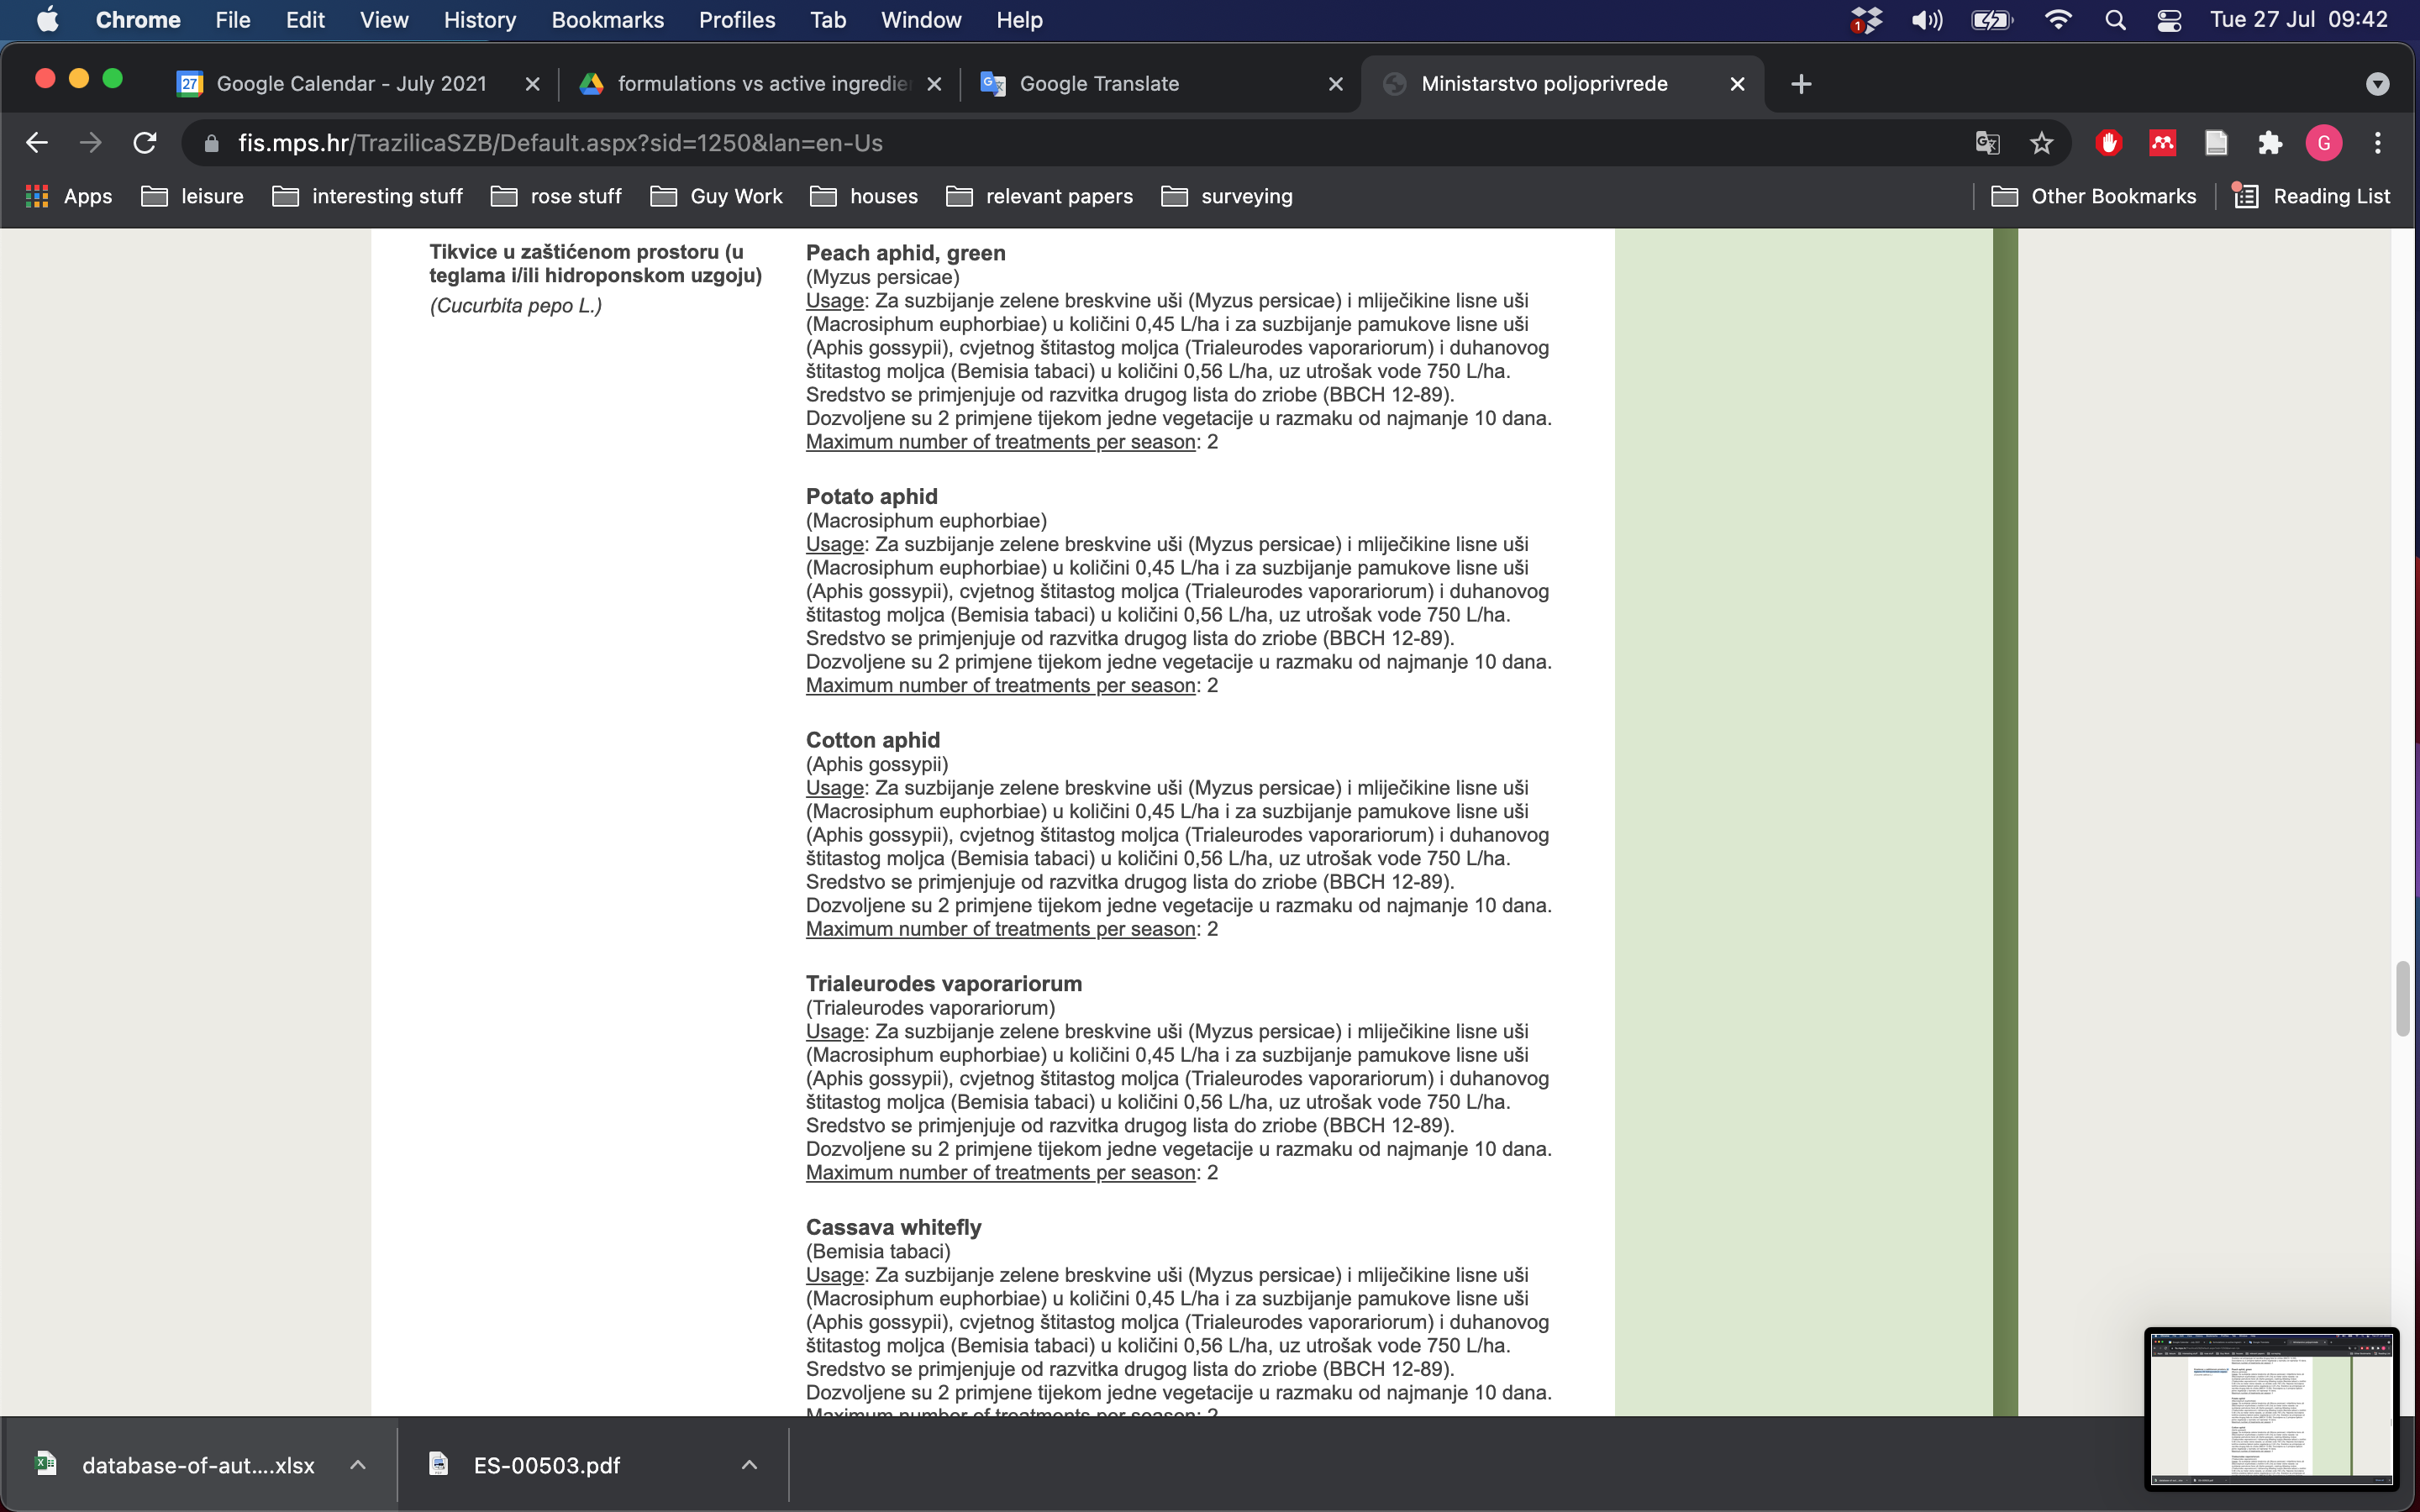 Chrome File Edit View History Bookmarks Profiles Tab Window Help
1 Tue 27 Jul 09:42
27 Google Calendar - July 2021
formulations vs active ingredie
Google Translate
Ministarstvo poljoprivrede
fis.mps.hr/TrazilicaSZB/Default.aspx?sid=1250&lan=en-Us
G
Apps leisure interesting stuff rose stuff Guy Work houses relevant papers surveying
Other Bookmarks Reading List
Tikvice u zaštićenom prostoru (u
teglama i/ili hidroponskom uzgoju)
(Cucurbita pepo L.)
Peach aphid, green
(Myzus persicae)
Usage: Za suzbijanje zelene breskvine uši (Myzus persicae) i mliječikine lisne uši
(Macrosiphum euphorbiae) u količini 0,45 L/ha i za suzbijanje pamukove lisne uši
(Aphis gossypii), cvjetnog štitastog moljca (Trialeurodes vaporariorum) i duhanovog
štitastog moljca (Bemisia tabaci) u količini 0,56 L/ha, uz utrošak vode 750 L/ha.
Sredstvo se primjenjuje od razvitka drugog lista do zriobe (BBCH 12-89).
Dozvoljene su 2 primjene tijekom jedne vegetacije u razmaku od najmanje 10 dana.
Maximum number of treatments per season: 2
Potato aphid
(Macrosiphum euphorbiae)
Usage: Za suzbijanje zelene breskvine uši (Myzus persicae) i mliječikine lisne uši
(Macrosiphum euphorbiae) u količini 0,45 L/ha i za suzbijanje pamukove lisne uši
(Aphis gossypii), cvjetnog štitastog moljca (Trialeurodes vaporariorum) i duhanovog
štitastog moljca (Bemisia tabaci) u količini 0,56 L/ha, uz utrošak vode 750 L/ha.
Sredstvo se primjenjuje od razvitka drugog lista do zriobe (BBCH 12-89).
Dozvoljene su 2 primjene tijekom jedne vegetacije u razmaku od najmanje 10 dana.
Maximum number of treatments per season: 2
Cotton aphid
(Aphis gossypii)
Usage: Za suzbijanje zelene breskvine uši (Myzus persicae) i mliječikine lisne uši
(Macrosiphum euphorbiae) u količini 0,45 L/ha i za suzbijanje pamukove lisne uši
(Aphis gossypii), cvjetnog štitastog moljca (Trialeurodes vaporariorum) i duhanovog
štitastog moljca (Bemisia tabaci) u količini 0,56 L/ha, uz utrošak vode 750 L/ha.
Sredstvo se primjenjuje od razvitka drugog lista do zriobe (BBCH 12-89).
Dozvoljene su 2 primjene tijekom jedne vegetacije u razmaku od najmanje 10 dana.
Maximum number of treatments per season: 2
Trialeurodes vaporariorum
(Trialeurodes vaporariorum)
Usage: Za suzbijanje zelene breskvine uši (Myzus persicae) i mliječikine lisne uši
(Macrosiphum euphorbiae) u količini 0,45 L/ha i za suzbijanje pamukove lisne uši
(Aphis gossypii), cvjetnog štitastog moljca (Trialeurodes vaporariorum) i duhanovog
štitastog moljca (Bemisia tabaci) u količini 0,56 L/ha, uz utrošak vode 750 L/ha.
Sredstvo se primjenjuje od razvitka drugog lista do zriobe (BBCH 12-89).
Dozvoljene su 2 primjene tijekom jedne vegetacije u razmaku od najmanje 10 dana.
Maximum number of treatments per season: 2
Cassava whitefly
(Bemisia tabaci)
Usage: Za suzbijanje zelene breskvine uši (Myzus persicae) i mliječikine lisne uši
(Macrosiphum euphorbiae) u količini 0,45 L/ha i za suzbijanje pamukove lisne uši
(Aphis gossypii), cvjetnog štitastog moljca (Trialeurodes vaporariorum) i duhanovog
štitastog moljca (Bemisia tabaci) u količini 0,56 L/ha, uz utrošak vode 750 L/ha.
Sredstvo se primjenjuje od razvitka drugog lista do zriobe (BBCH 12-89).
Dozvoljene su 2 primjene tijekom jedne vegetacije u razmaku od najmanje 10 dana.
Maximum number of treatments per season: 2
database-of-aut....xlsx
ES-00503.pdf